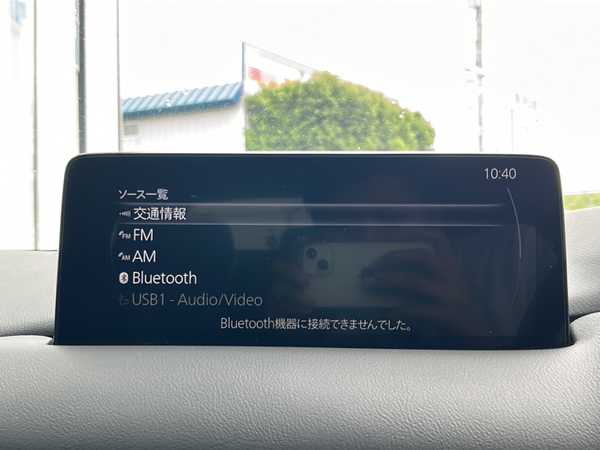 10:40
ソース一覧
交通情報
FM FM
AM AM
Bluetooth
USB1 - Audio/Video
Bluetooth機器に接続できませんでした。